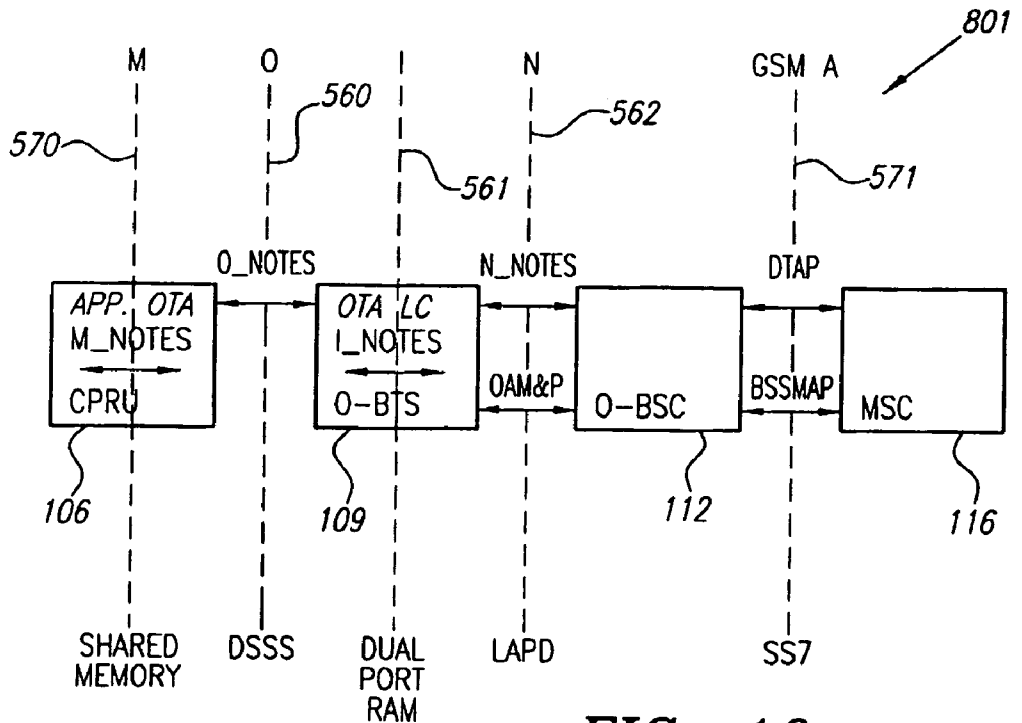 801
M O I N GSM A
570 560 561 562 571
O_NOTES N_NOTES DTAP
APP. OTA OTA LC
M_NOTES I_NOTES
OAM&P BSSMAP
CPRU O-BTS O-BSC MSC
106 109 112 116
SHARED MEMORY
DSSS
DUAL PORT RAM
LAPD
SS7